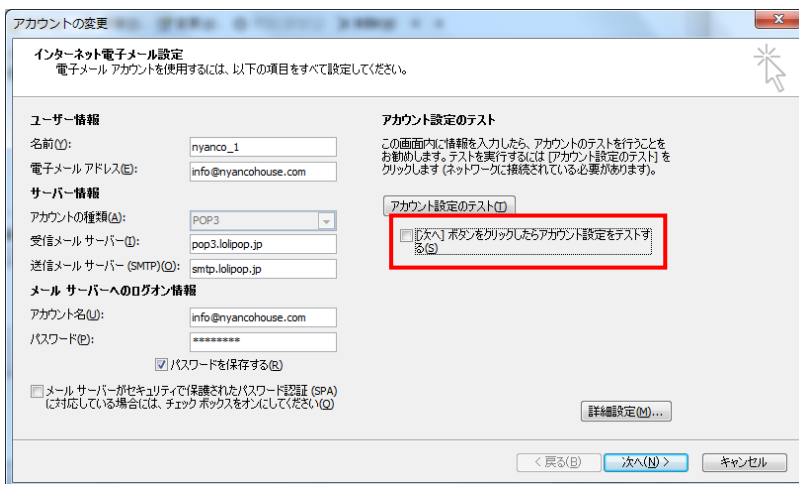 アカウントの変更
インターネット電子メール設定
電子メール アカウントを使用するには、以下の項目をすべて設定してください。
ユーザー情報
名前(Y):
nyanco_1
電子メール アドレス(E):
info@nyancohouse.com
サーバー情報
アカウントの種類(A):
POP3
受信メール サーバー(I):
pop3.lolipop.jp
送信メール サーバー (SMTP)(O):
smtp.lolipop.jp
メール サーバーへのログオン情報
アカウント名(U):
info@nyancohouse.com
パスワード(P):
********
パスワードを保存する(R)
メール サーバーがセキュリティで保護されたパスワード認証 (SPA)
に対応している場合には、チェック ボックスをオンにしてください(Q)
アカウント設定のテスト
この画面内に情報を入力したら、アカウントのテストを行うことを
お勧めします。テストを実行するには [アカウント設定のテスト] を
クリックします (ネットワークに接続されている必要があります)。
アカウント設定のテスト(T)
[次へ] ボタンをクリックしたらアカウント設定をテストす
る(S)
詳細設定(M)...
< 戻る(B)
次へ(N) >
キャンセル